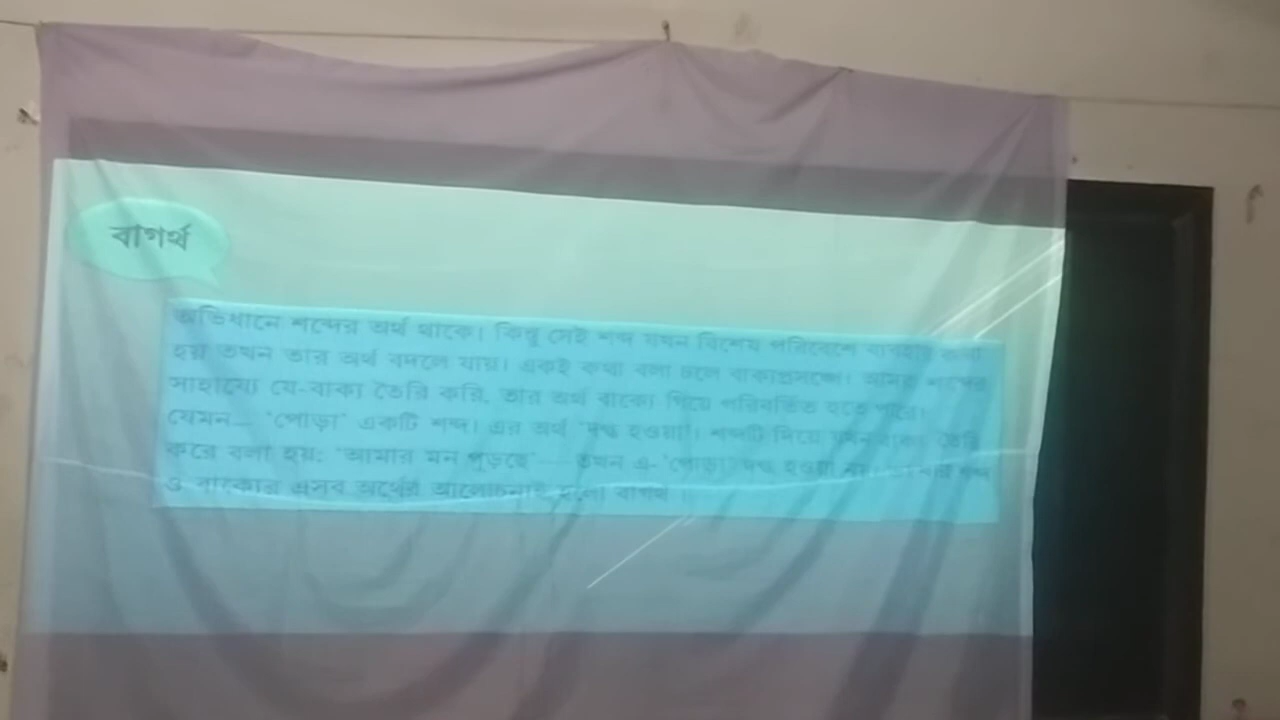 বাগর্থ
অভিধানে শব্দের অর্থ থাকে। কিন্তু সেই শব্দ যখন বিশেষ পরিবেশে ব্যবহার করা
হয় তখন তার অর্থ বদলে যায়। একই কথা বলা চলে বাক্যপ্রসঙ্গে। আমরা শব্দের
সাহায্যে যে-বাক্য তৈরি করি, তার অর্থ বাক্যে গিয়ে পরিবর্তিত হতে পারে।
যেমন— 'পোড়া' একটি শব্দ। এর অর্থ 'দগ্ধ হওয়া'। শব্দটি দিয়ে যখন বাক্য তৈরি
করে বলা হয়: 'আমার মন পুড়ছে'— তখন এ-'পোড়া' দগ্ধ হওয়া নয়। শব্দ
ও বাক্যের এসব অর্থের আলোচনাই হলো বাগর্থ।